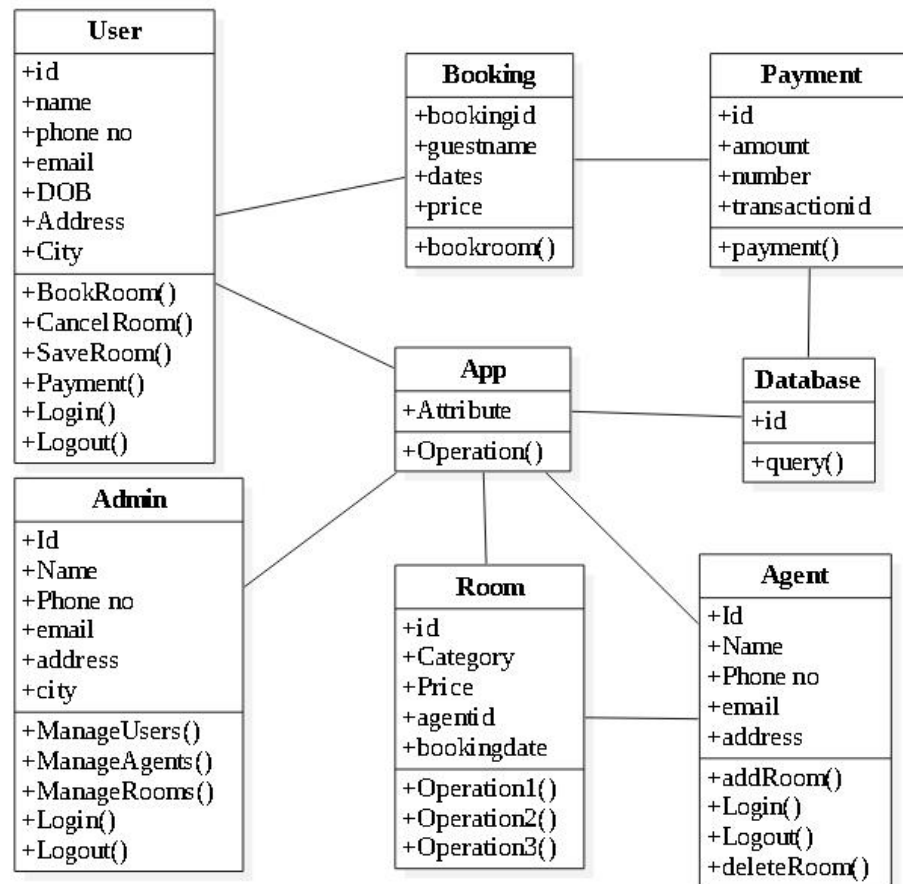 User
+id
+name
+phone no
+email
+DOB
+Address
+City
+BookRoom()
+CancelRoom()
+SaveRoom()
+Payment()
+Login()
+Logout()
Booking
+bookingid
+guestname
+dates
+price
+bookroom()
Payment
+id
+amount
+number
+transactionid
+payment()
App
+Attribute
+Operation()
Database
+id
+query()
Admin
+Id
+Name
+Phone no
+email
+address
+city
+ManageUsers()
+ManageAgents()
+ManageRooms()
+Login()
+Logout()
Room
+id
+Category
+Price
+agentid
+bookingdate
+Operation1()
+Operation2()
+Operation3()
Agent
+Id
+Name
+Phone no
+email
+address
+addRoom()
+Login()
+Logout()
+deleteRoom()